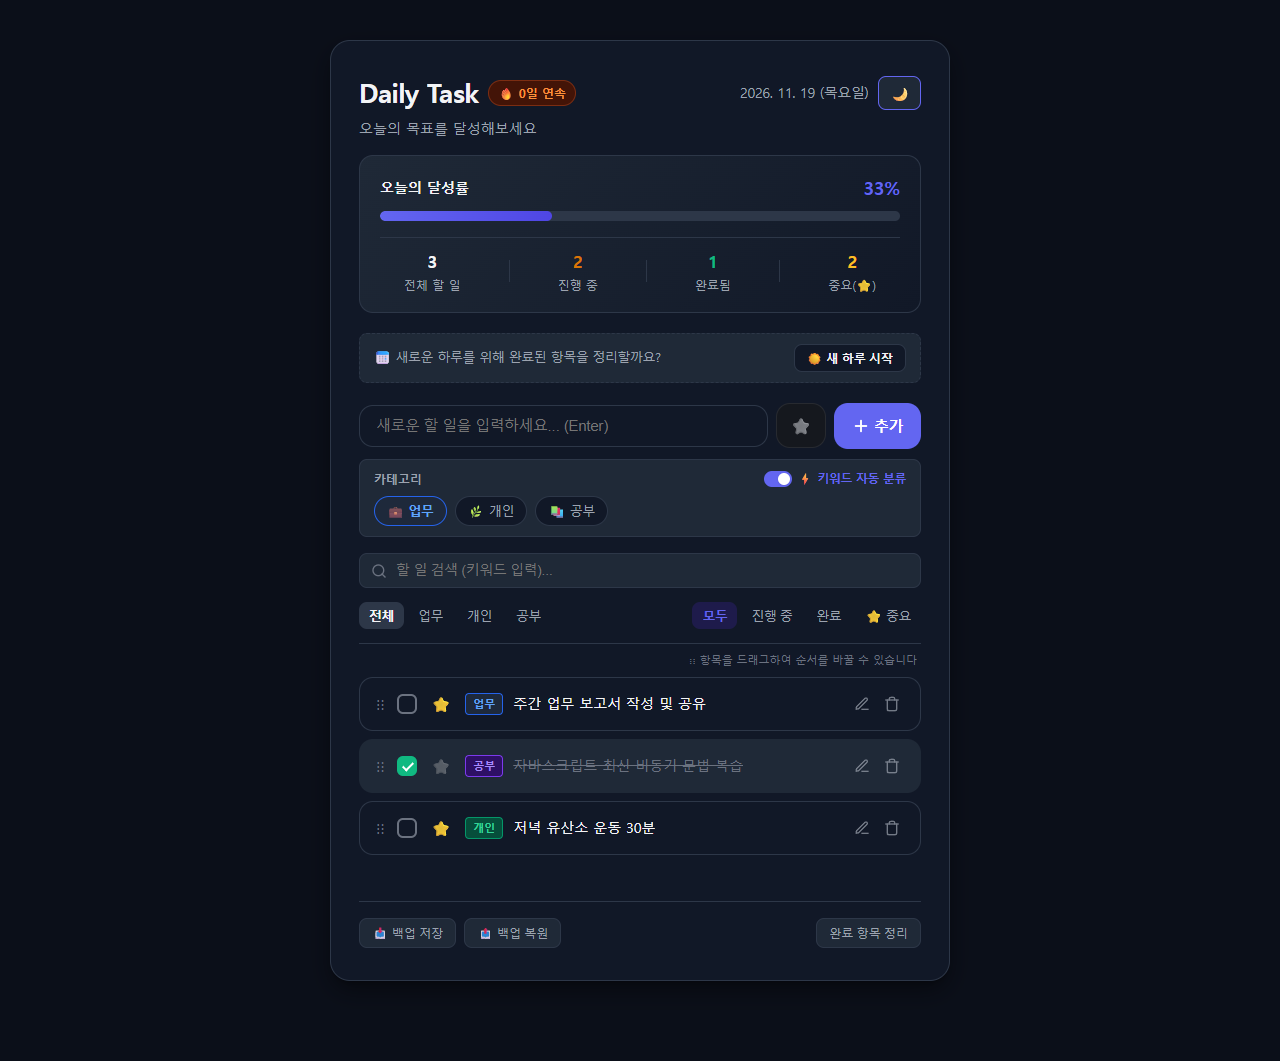 Daily Task
🔥 0일 연속
2026. 11. 19 (목요일)
🌙
오늘의 목표를 달성해보세요
오늘의 달성률
33%
3
전체 할 일
2
진행 중
1
완료됨
2
중요(⭐)
새로운 하루를 위해 완료된 항목을 정리할까요?
새 하루 시작
새로운 할 일을 입력하세요... (Enter)
+ 추가
카테고리
⚡ 키워드 자동 분류
💼 업무
🌿 개인
📚 공부
할 일 검색 (키워드 입력)...
전체
업무
개인
공부
모두
진행 중
완료
⭐ 중요
⠿ 항목을 드래그하여 순서를 바꿀 수 있습니다
업무
주간 업무 보고서 작성 및 공유
공부
자바스크립트 최신 비동기 문법 복습
개인
저녁 유산소 운동 30분
백업 저장
백업 복원
완료 항목 정리